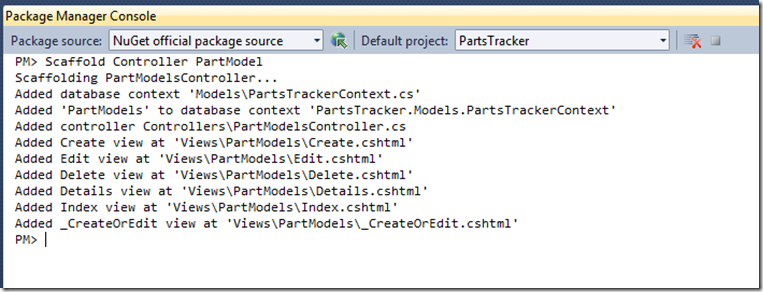 Package Manager Console
Package source: NuGet official package source Default project: PartsTracker
PM> Scaffold Controller PartModel
Scaffolding PartModelsController...
Added database context 'Models\PartsTrackerContext.cs'
Added 'PartModels' to database context 'PartsTracker.Models.PartsTrackerContext'
Added controller Controllers\PartModelsController.cs
Added Create view at 'Views\PartModels\Create.cshtml'
Added Edit view at 'Views\PartModels\Edit.cshtml'
Added Delete view at 'Views\PartModels\Delete.cshtml'
Added Details view at 'Views\PartModels\Details.cshtml'
Added Index view at 'Views\PartModels\Index.cshtml'
Added _CreateOrEdit view at 'Views\PartModels\_CreateOrEdit.cshtml'
PM>